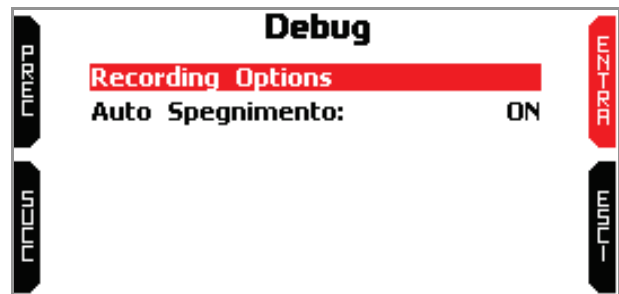 Debug
PREC
ENTRA
Recording Options
Auto Spegnimento: ON
SUCC
ESCI